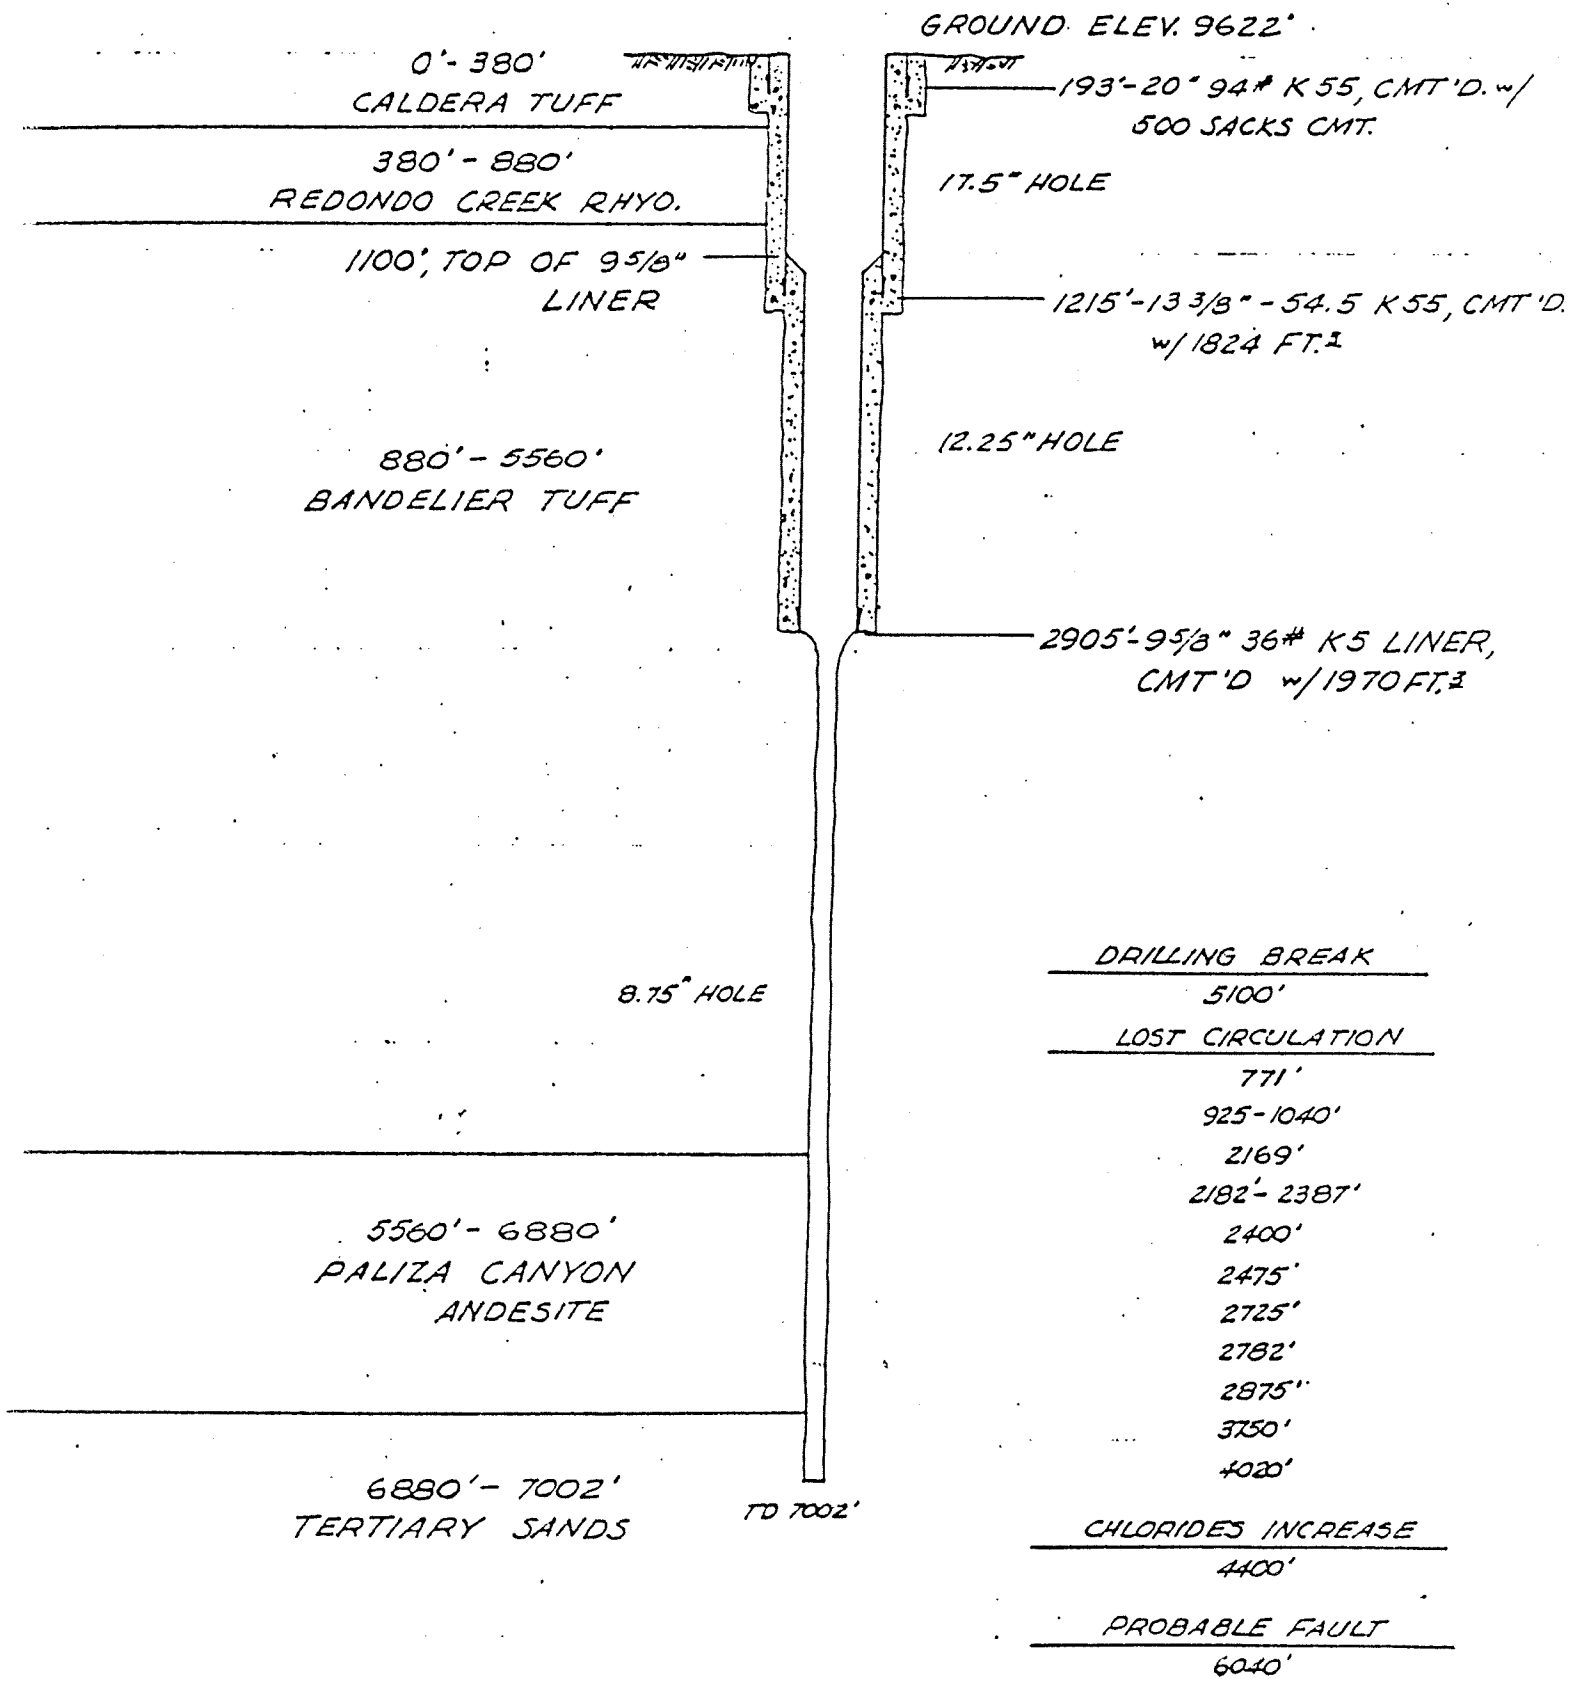 GROUND ELEV. 9622'
0'-380'
CALDERA TUFF
193'-20" 94# K 55, CMT'D. w/
500 SACKS CMT.
380'-880'
REDONDO CREEK RHYO.
17.5" HOLE
1100', TOP OF 9 5/8"
LINER
1215'-13 3/8" - 54.5 K55, CMT'D.
w/ 1824 FT.3
12.25" HOLE
880'-5560'
BANDELIER TUFF
2905'-9 5/8" 36# K5 LINER,
CMT'D w/ 1970 FT.3
8.75" HOLE
5560'-6880'
PALIZA CANYON
ANDESITE
6880'-7002'
TERTIARY SANDS
TD 7002'
DRILLING BREAK
5100'
LOST CIRCULATION
771'
925-1040'
2169'
2182'-2387'
2400'
2475'
2725'
2782'
2875'
3750'
4020'
CHLORIDES INCREASE
4400'
PROBABLE FAULT
6040'